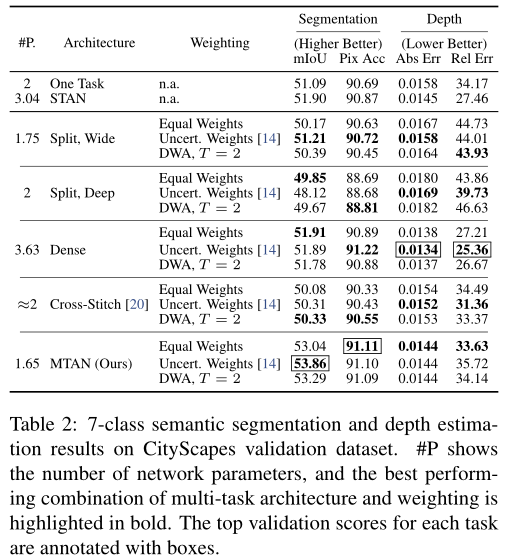 Segmentation Depth
#P. Architecture Weighting (Higher Better) (Lower Better)
mIoU Pix Acc Abs Err Rel Err
2 One Task n.a. 51.09 90.69 0.0158 34.17
3.04 STAN n.a. 51.90 90.87 0.0145 27.46
Equal Weights 50.17 90.63 0.0167 44.73
1.75 Split, Wide Uncert. Weights [14] 51.21 90.72 0.0158 44.01
DWA, T = 2 50.39 90.45 0.0164 43.93
Equal Weights 49.85 88.69 0.0180 43.86
2 Split, Deep Uncert. Weights [14] 48.12 88.68 0.0169 39.73
DWA, T = 2 49.67 88.81 0.0182 46.63
Equal Weights 51.91 90.89 0.0138 27.21
3.63 Dense Uncert. Weights [14] 51.89 91.22 0.0134 25.36
DWA, T = 2 51.78 90.88 0.0137 26.67
Equal Weights 50.08 90.33 0.0154 34.49
≈2 Cross-Stitch [20] Uncert. Weights [14] 50.31 90.43 0.0152 31.36
DWA, T = 2 50.33 90.55 0.0153 33.37
Equal Weights 53.04 91.11 0.0144 33.63
1.65 MTAN (Ours) Uncert. Weights [14] 53.86 91.10 0.0144 35.72
DWA, T = 2 53.29 91.09 0.0144 34.14
Table 2: 7-class semantic segmentation and depth estima-
tion results on CityScapes validation dataset. #P shows
the number of network parameters, and the best perform-
ing combination of multi-task architecture and weighting is
highlighted in bold. The top validation scores for each task
are annotated with boxes.